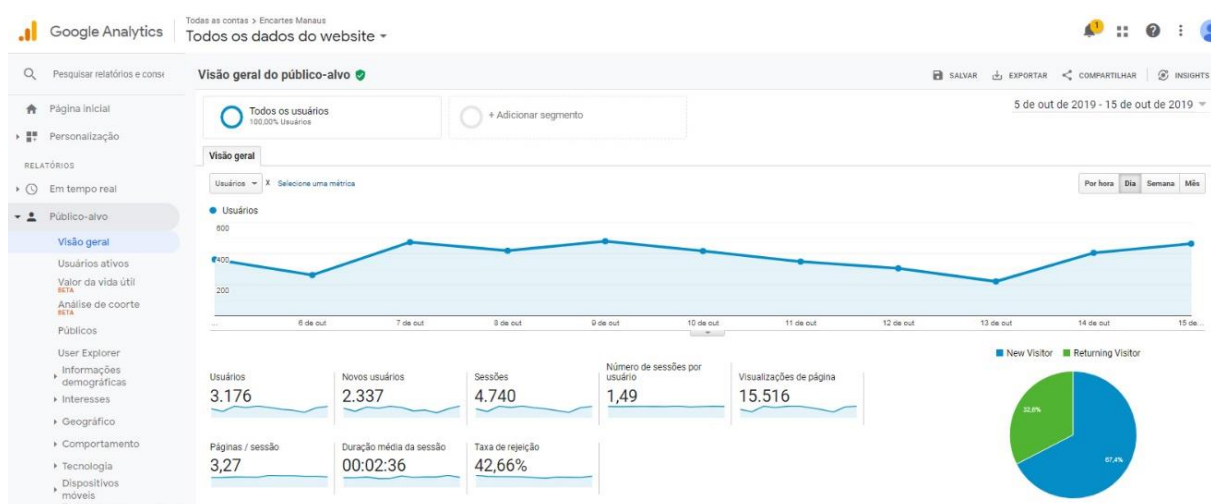 Google Analytics
Todas as contas > Encartes Manaus
Todos os dados do website
1
Pesquisar relatórios e conse
Página inicial
Personalização
RELATÓRIOS
Em tempo real
Público-alvo
Visão geral
Usuários ativos
Valor da vida útil
BETA
Análise de coorte
BETA
Públicos
User Explorer
Informações
demográficas
Interesses
Geográfico
Comportamento
Tecnologia
Dispositivos
móveis
Visão geral do público-alvo
SALVAR EXPORTAR COMPARTILHAR INSIGHTS
Todos os usuários
100,00% Usuários
+ Adicionar segmento
5 de out de 2019 - 15 de out de 2019
Visão geral
Usuários X Selecione uma métrica
Por hora Dia Semana Mês
Usuários
600
400
200
... 6 de out 7 de out 8 de out 9 de out 10 de out 11 de out 12 de out 13 de out 14 de out 15 de...
New Visitor Returning Visitor
Usuários
3.176
Novos usuários
2.337
Sessões
4.740
Número de sessões por
usuário
1,49
Visualizações de página
15.516
Páginas / sessão
3,27
Duração média da sessão
00:02:36
Taxa de rejeição
42,66%
32,6%
67,4%